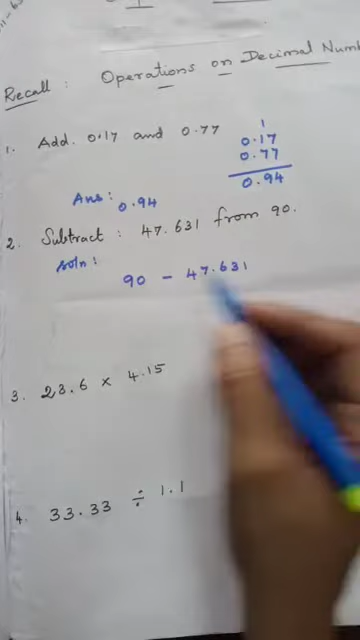 Recall : Operations on Decimal Num
1. Add. 0.17 and 0.77
1
0.17
0.77
0.94
Ans: 0.94
2. Subtract : 47.631 from 90.
soln:
90 - 47.631
3. 23.6 × 4.15
4. 33.33 ÷ 1.1